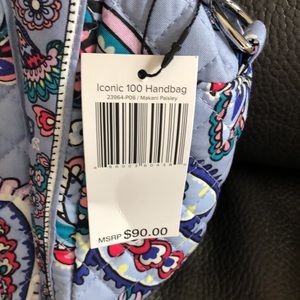 Iconic 100 Handbag
23964-P06 / Makani Paisley
MSRP $90.00